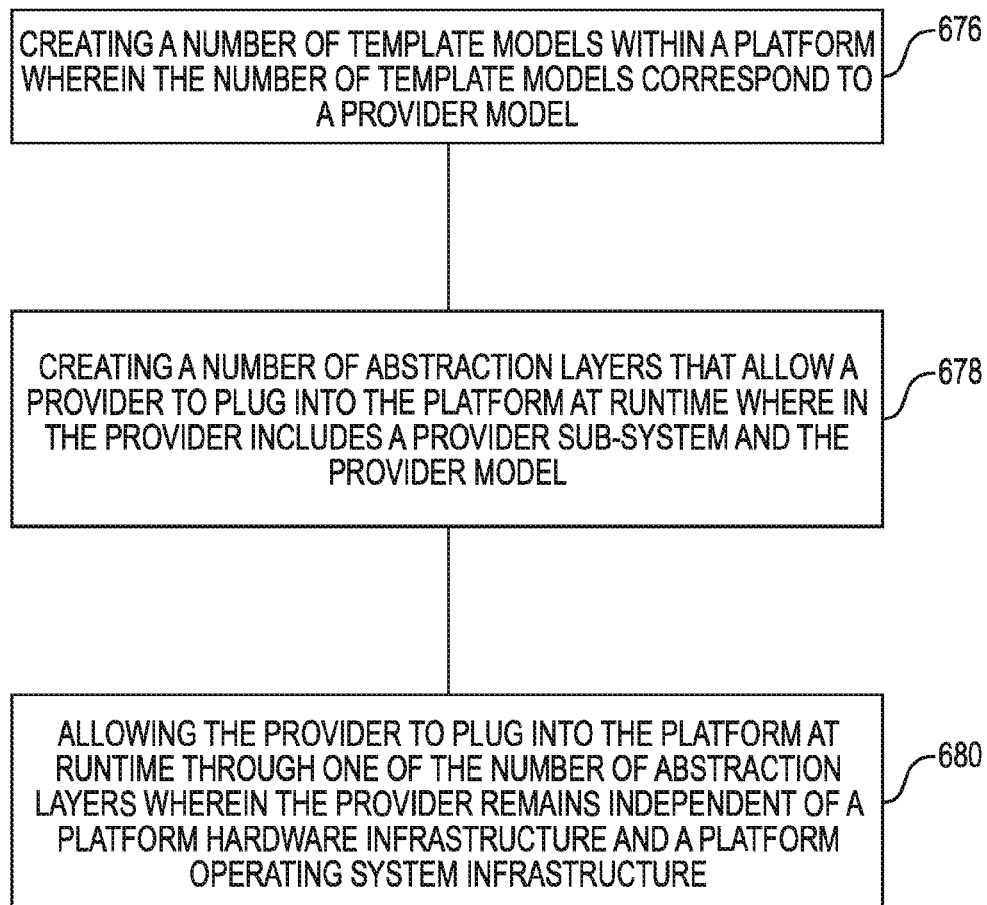 CREATING A NUMBER OF TEMPLATE MODELS WITHIN A PLATFORM
WHEREIN THE NUMBER OF TEMPLATE MODELS CORRESPOND TO
A PROVIDER MODEL
676
CREATING A NUMBER OF ABSTRACTION LAYERS THAT ALLOW A
PROVIDER TO PLUG INTO THE PLATFORM AT RUNTIME WHERE IN
THE PROVIDER INCLUDES A PROVIDER SUB-SYSTEM AND THE
PROVIDER MODEL
678
ALLOWING THE PROVIDER TO PLUG INTO THE PLATFORM AT
RUNTIME THROUGH ONE OF THE NUMBER OF ABSTRACTION
LAYERS WHEREIN THE PROVIDER REMAINS INDEPENDENT OF A
PLATFORM HARDWARE INFRASTRUCTURE AND A PLATFORM
OPERATING SYSTEM INFRASTRUCTURE
680